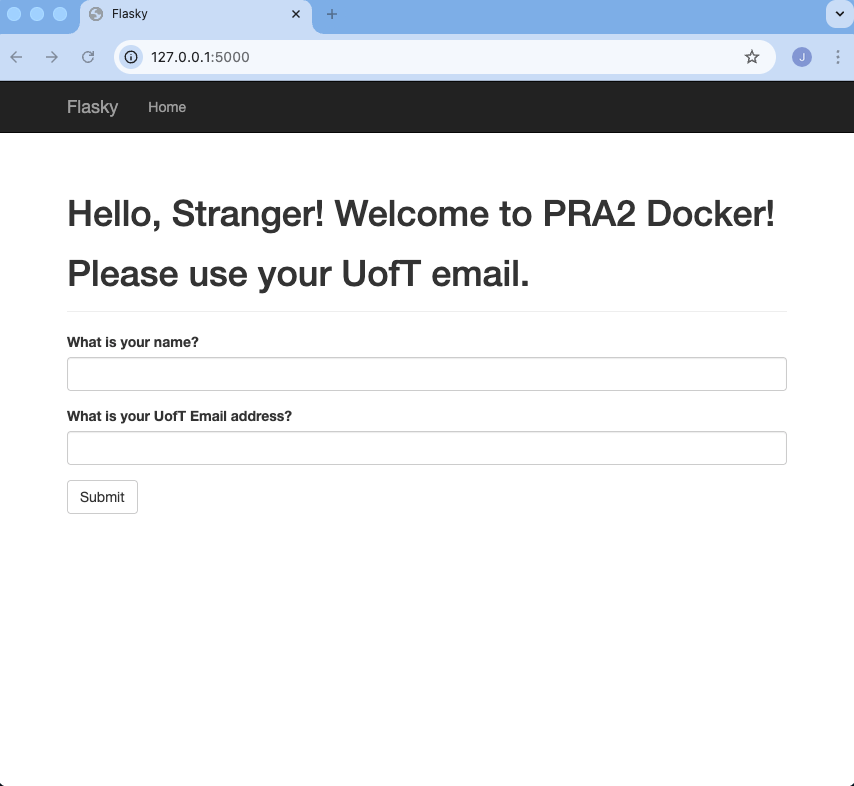 Flasky
127.0.0.1:5000
J
Flasky Home
Hello, Stranger! Welcome to PRA2 Docker!
Please use your UofT email.
What is your name?
What is your UofT Email address?
Submit